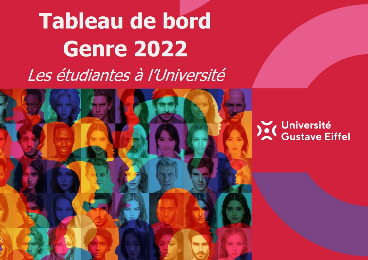 Tableau de bord
Genre 2022
Les étudiantes à l'Université
Université
Gustave Eiffel